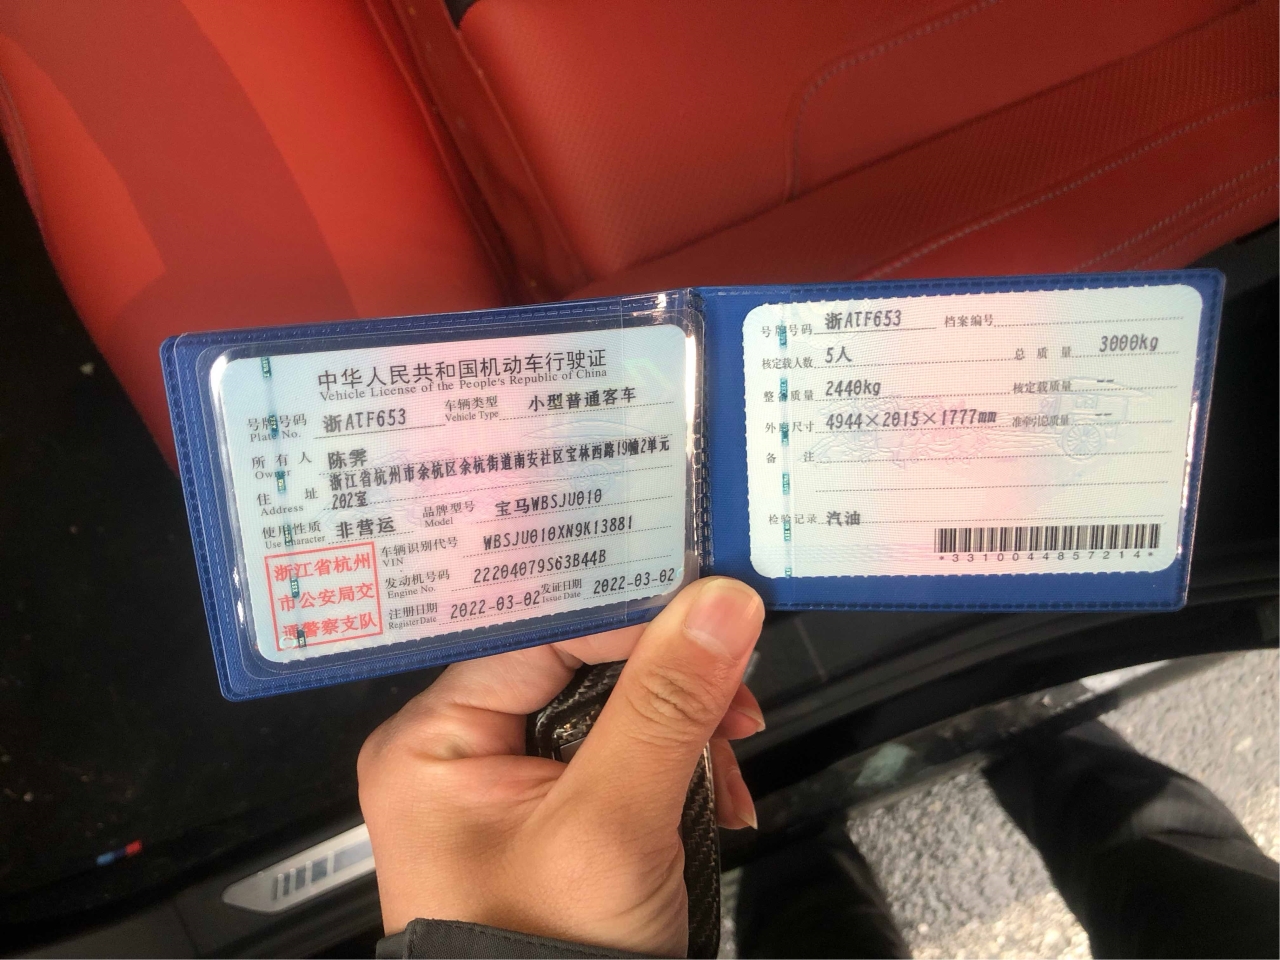 中华人民共和国机动车行驶证
Vehicle License of the People's Republic of China
号牌号码 浙ATF653 车辆类型 小型普通客车
Plate No. Vehicle Type
所有人 陈霁
Owner
住址 浙江省杭州市余杭区余杭街道南安社区宝林西路19幢2单元
Address 202室
使用性质 非营运 品牌型号 宝马WBSJU010
Use Character Model
浙江省杭州
市公安局交
通警察支队
车辆识别代号 WBSJU010XN9K13881
VIN
发动机号码 22204079S63B44B
Engine No.
注册日期 2022-03-02 发证日期 2022-03-02
Register Date Issue Date
号牌号码 浙ATF653 档案编号
核定载人数 5人 总质量 3000kg
整备质量 2440kg 核定载质量 --
外廓尺寸 4944×2015×1777mm 准牵引总质量 --
备注
检验记录 汽油
*3310044857214*